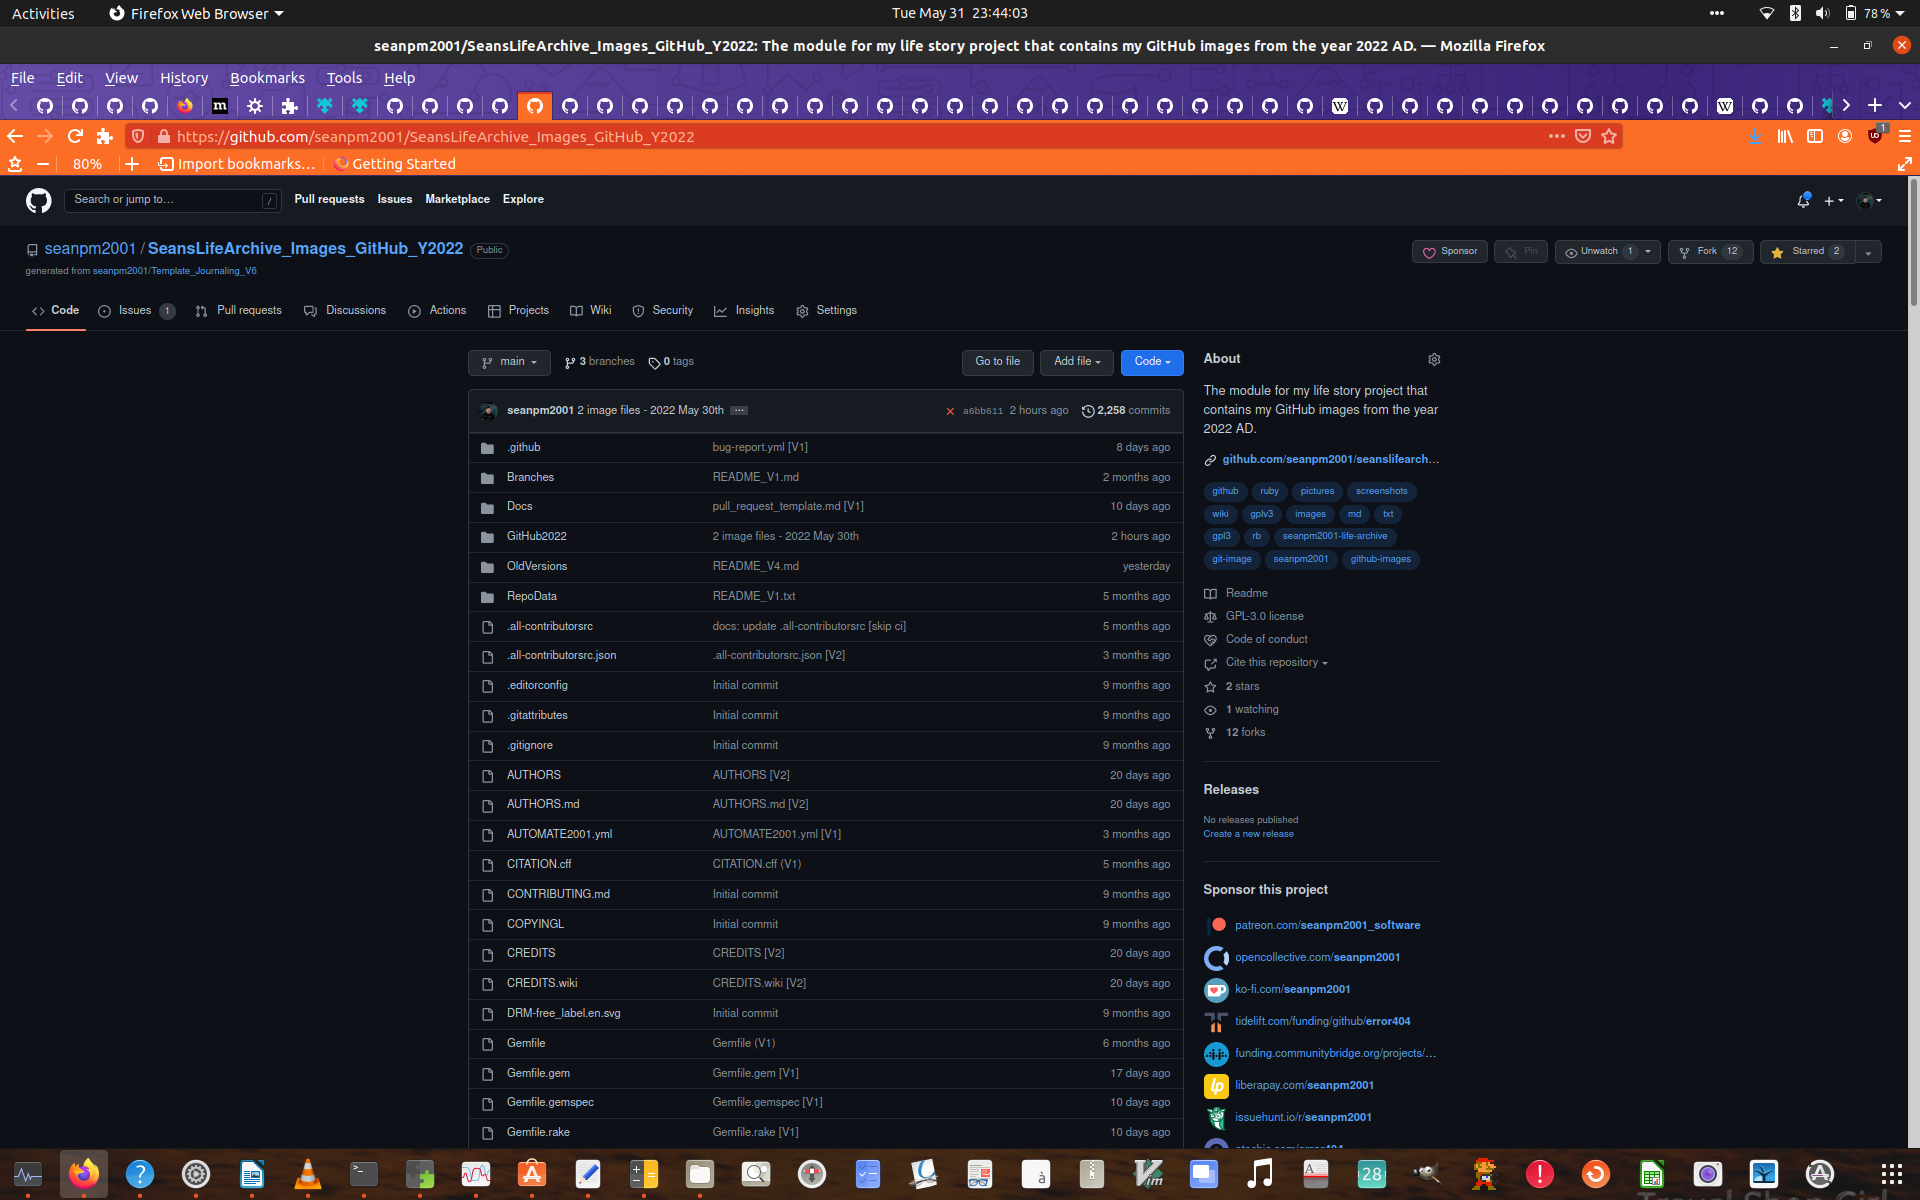 Activities Firefox Web Browser Tue May 31 23:44:03 78 %
seanpm2001/SeansLifeArchive_Images_GitHub_Y2022: The module for my life story project that contains my GitHub images from the year 2022 AD. — Mozilla Firefox
File Edit View History Bookmarks Tools Help
https://github.com/seanpm2001/SeansLifeArchive_Images_GitHub_Y2022 1
80% Import bookmarks... Getting Started
Search or jump to... / Pull requests Issues Marketplace Explore
seanpm2001 / SeansLifeArchive_Images_GitHub_Y2022 Public Sponsor Pin Unwatch 1 Fork 12 Starred 2
generated from seanpm2001/Template_Journaling_V6
Code Issues 1 Pull requests Discussions Actions Projects Wiki Security Insights Settings
main 3 branches 0 tags Go to file Add file Code
seanpm2001 2 image files - 2022 May 30th a6bb611 2 hours ago 2,258 commits
.github bug-report.yml [V1] 8 days ago
Branches README_V1.md 2 months ago
Docs pull_request_template.md [V1] 10 days ago
GitHub2022 2 image files - 2022 May 30th 2 hours ago
OldVersions README_V4.md yesterday
RepoData README_V1.txt 5 months ago
.all-contributorsrc docs: update .all-contributorsrc [skip ci] 5 months ago
.all-contributorsrc.json .all-contributorsrc.json [V2] 3 months ago
.editorconfig Initial commit 9 months ago
.gitattributes Initial commit 9 months ago
.gitignore Initial commit 9 months ago
AUTHORS AUTHORS [V2] 20 days ago
AUTHORS.md AUTHORS.md [V2] 20 days ago
AUTOMATE2001.yml AUTOMATE2001.yml [V1] 3 months ago
CITATION.cff CITATION.cff (V1) 5 months ago
CONTRIBUTING.md Initial commit 9 months ago
COPYINGL Initial commit 9 months ago
CREDITS CREDITS [V2] 20 days ago
CREDITS.wiki CREDITS.wiki [V2] 20 days ago
DRM-free_label.en.svg Initial commit 9 months ago
Gemfile Gemfile (V1) 6 months ago
Gemfile.gem Gemfile.gem [V1] 17 days ago
Gemfile.gemspec Gemfile.gemspec [V1] 10 days ago
Gemfile.rake Gemfile.rake [V1] 10 days ago
About
The module for my life story project that
contains my GitHub images from the year
2022 AD.
github.com/seanpm2001/seanslifearch...
github ruby pictures screenshots
wiki gplv3 images md txt
gpl3 rb seanpm2001-life-archive
git-image seanpm2001 github-images
Readme
GPL-3.0 license
Code of conduct
Cite this repository
2 stars
1 watching
12 forks
Releases
No releases published
Create a new release
Sponsor this project
patreon.com/seanpm2001_software
opencollective.com/seanpm2001
ko-fi.com/seanpm2001
tidelift.com/funding/github/error404
funding.communitybridge.org/projects/...
liberapay.com/seanpm2001
issuehunt.io/r/seanpm2001
28